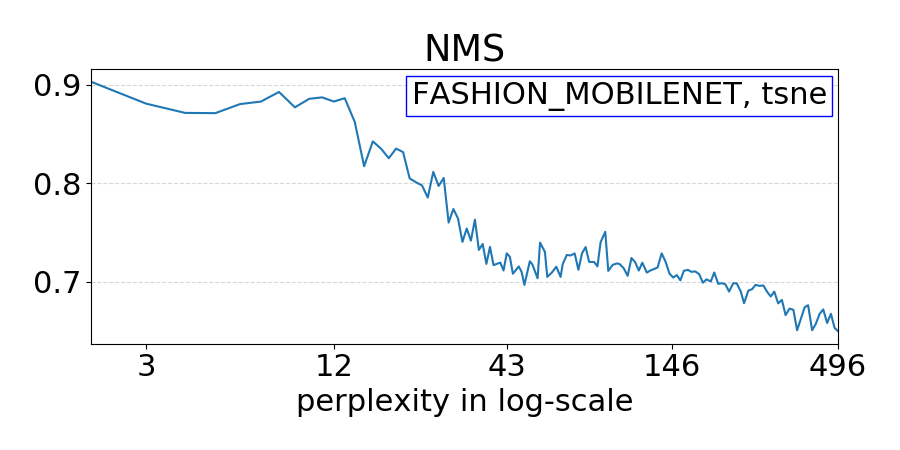 NMS
FASHION_MOBILENET, tsne
0.9
0.8
0.7
3 12 43 146 496
perplexity in log-scale